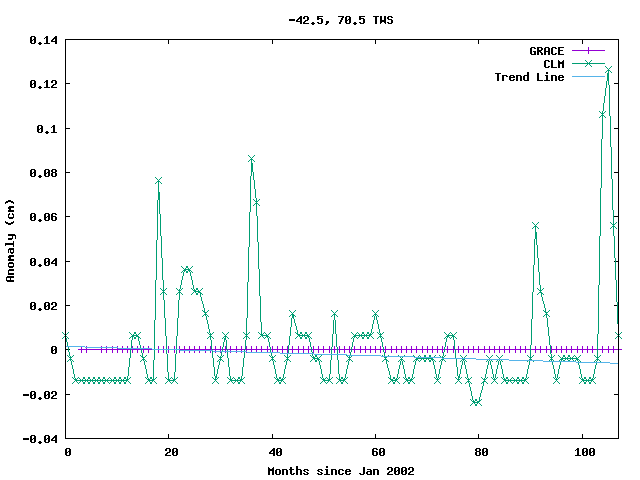 -42.5, 70.5 TWS
0.14
0.12
0.1
0.08
0.06
0.04
0.02
0
-0.02
-0.04
Anomaly (cm)
GRACE
CLM
Trend Line
0 20 40 60 80 100
Months since Jan 2002